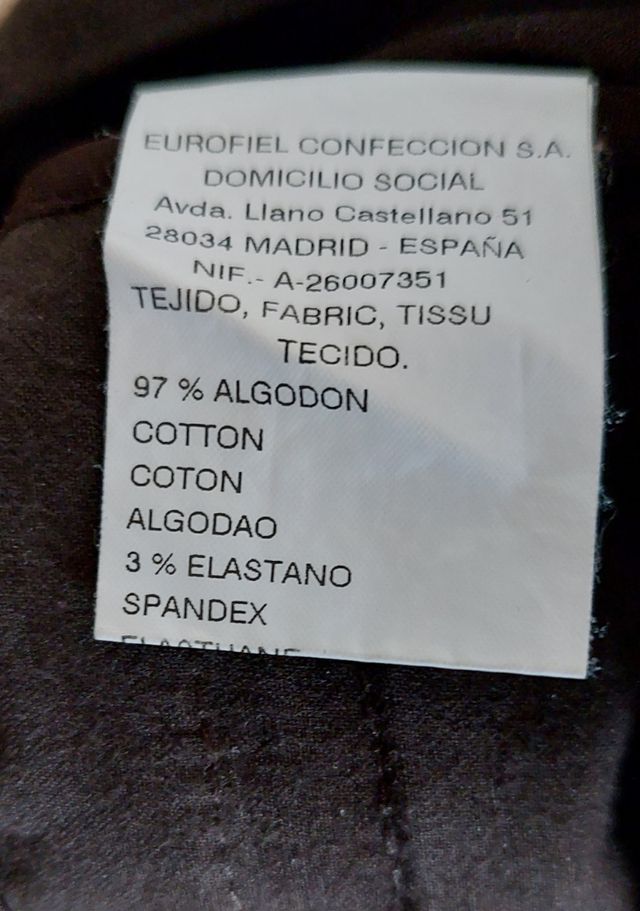 EUROFIEL CONFECCION S.A.
DOMICILIO SOCIAL
Avda. Llano Castellano 51
28034 MADRID - ESPAÑA
NIF.- A-26007351
TEJIDO, FABRIC, TISSU
TECIDO.
97 % ALGODON
COTTON
COTON
ALGODAO
3 % ELASTANO
SPANDEX
ELASTHANE